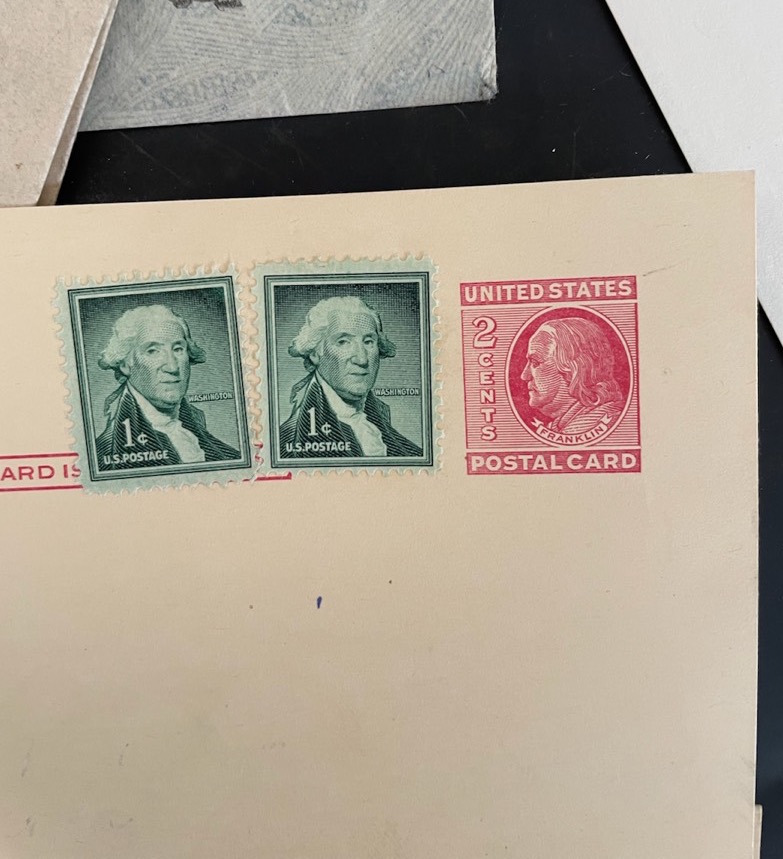 WASHINGTON
1¢
U.S.POSTAGE
WASHINGTON
1¢
U.S.POSTAGE
UNITED STATES
2 CENTS
FRANKLIN
POSTAL CARD
ARD IS